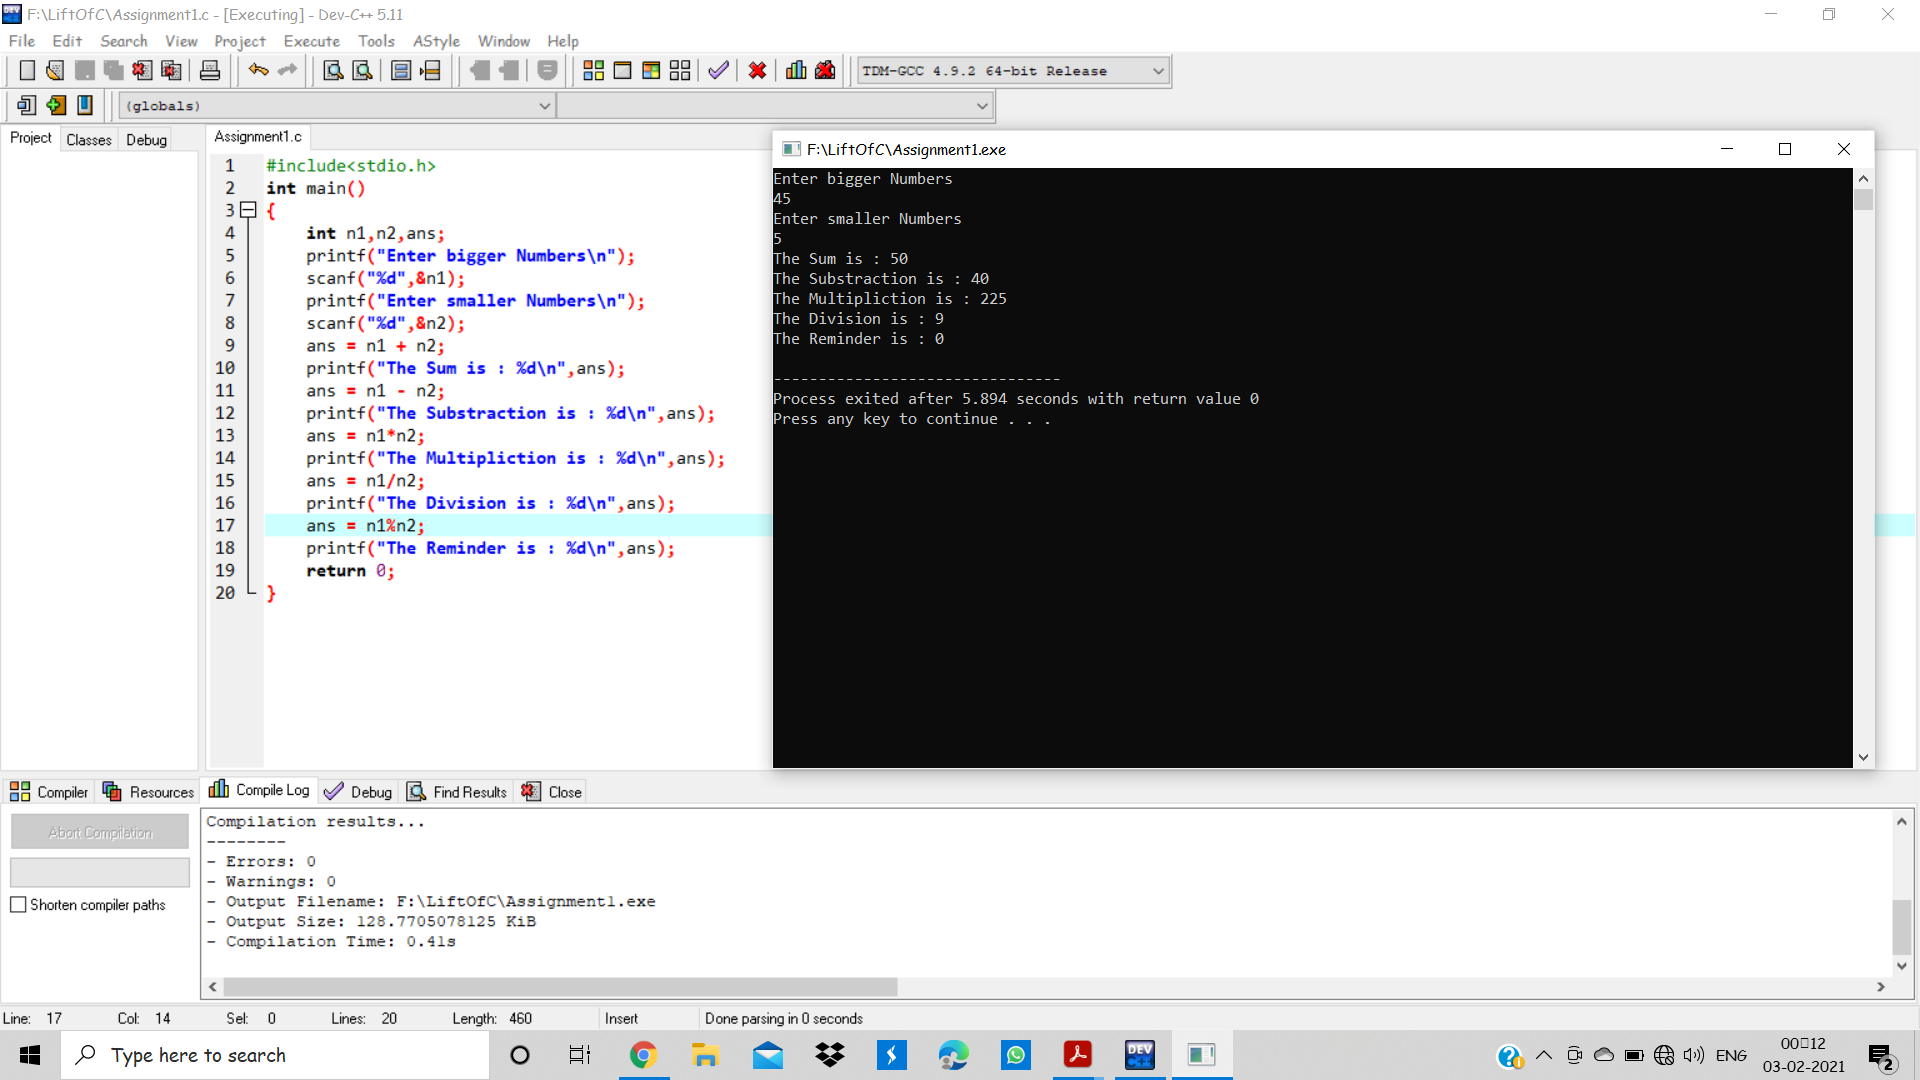 F:\LiftOfC\Assignment1.c - [Executing] - Dev-C++ 5.11
File Edit Search View Project Execute Tools AStyle Window Help
TDM-GCC 4.9.2 64-bit Release
(globals)
Project Classes Debug
Assignment1.c
1 #include<stdio.h>
2 int main()
3 {
4 int n1,n2,ans;
5 printf("Enter bigger Numbers\n");
6 scanf("%d",&n1);
7 printf("Enter smaller Numbers\n");
8 scanf("%d",&n2);
9 ans = n1 + n2;
10 printf("The Sum is : %d\n",ans);
11 ans = n1 - n2;
12 printf("The Substraction is : %d\n",ans);
13 ans = n1*n2;
14 printf("The Multipliction is : %d\n",ans);
15 ans = n1/n2;
16 printf("The Division is : %d\n",ans);
17 ans = n1%n2;
18 printf("The Reminder is : %d\n",ans);
19 return 0;
20 }
F:\LiftOfC\Assignment1.exe
Enter bigger Numbers
45
Enter smaller Numbers
5
The Sum is : 50
The Substraction is : 40
The Multipliction is : 225
The Division is : 9
The Reminder is : 0
--------------------------------
Process exited after 5.894 seconds with return value 0
Press any key to continue . . .
Compiler Resources Compile Log Debug Find Results Close
Abort Compilation
Shorten compiler paths
Compilation results...
--------
- Errors: 0
- Warnings: 0
- Output Filename: F:\LiftOfC\Assignment1.exe
- Output Size: 128.7705078125 KiB
- Compilation Time: 0.41s
Line: 17 Col: 14 Sel: 0 Lines: 20 Length: 460 Insert Done parsing in 0 seconds
Type here to search
DEV C++
ENG
00▯12
03-02-2021
2